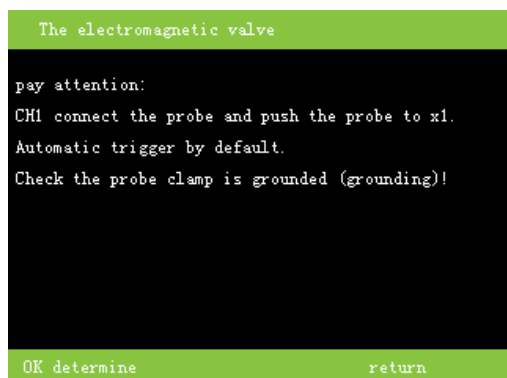 The electromagnetic valve
pay attention:
CH1 connect the probe and push the probe to x1.
Automatic trigger by default.
Check the probe clamp is grounded (grounding)!
OK determine return